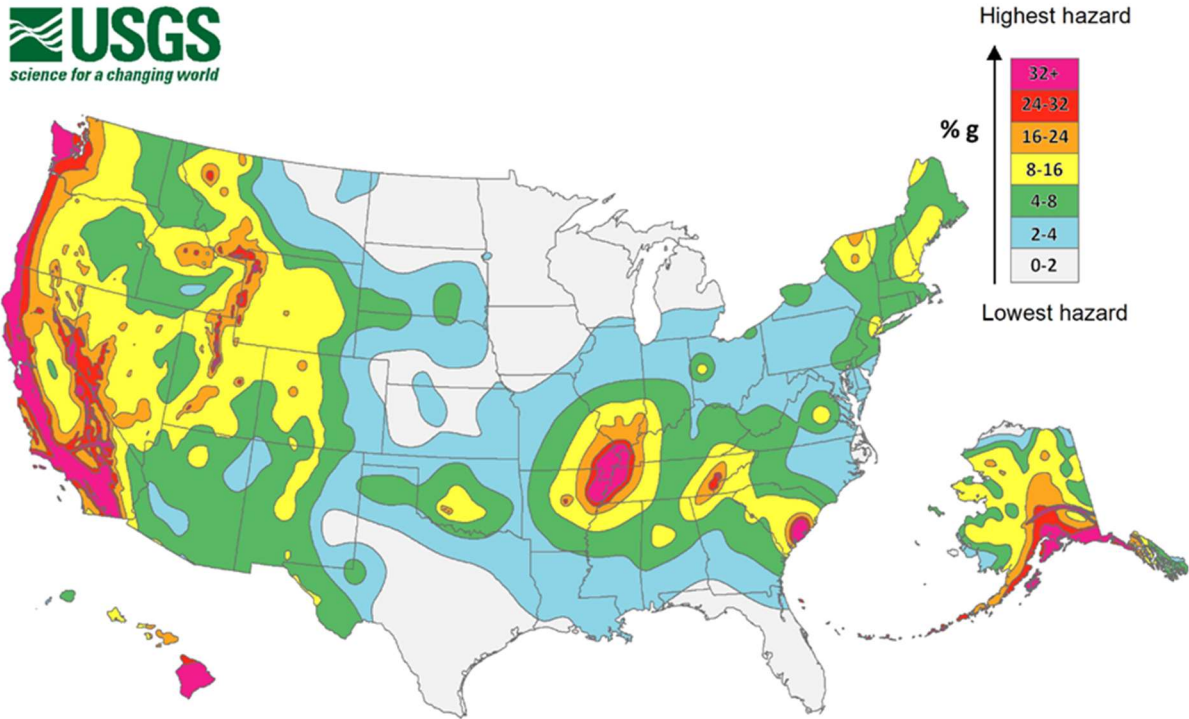 USGS
science for a changing world
Highest hazard
% g
32+
24-32
16-24
8-16
4-8
2-4
0-2
Lowest hazard